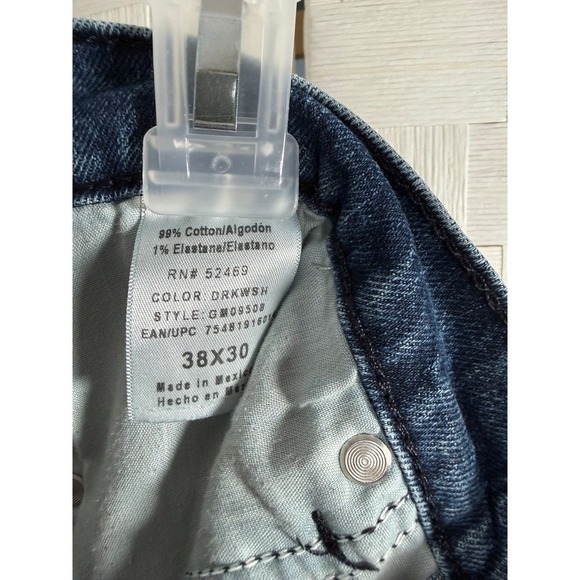 99% Cotton/Algodón
1% Elastane/Elastano
RN# 52469
COLOR: DRKWSH
STYLE: GM09508
EAN/UPC
38X30
Made in Mexico
Hecho en